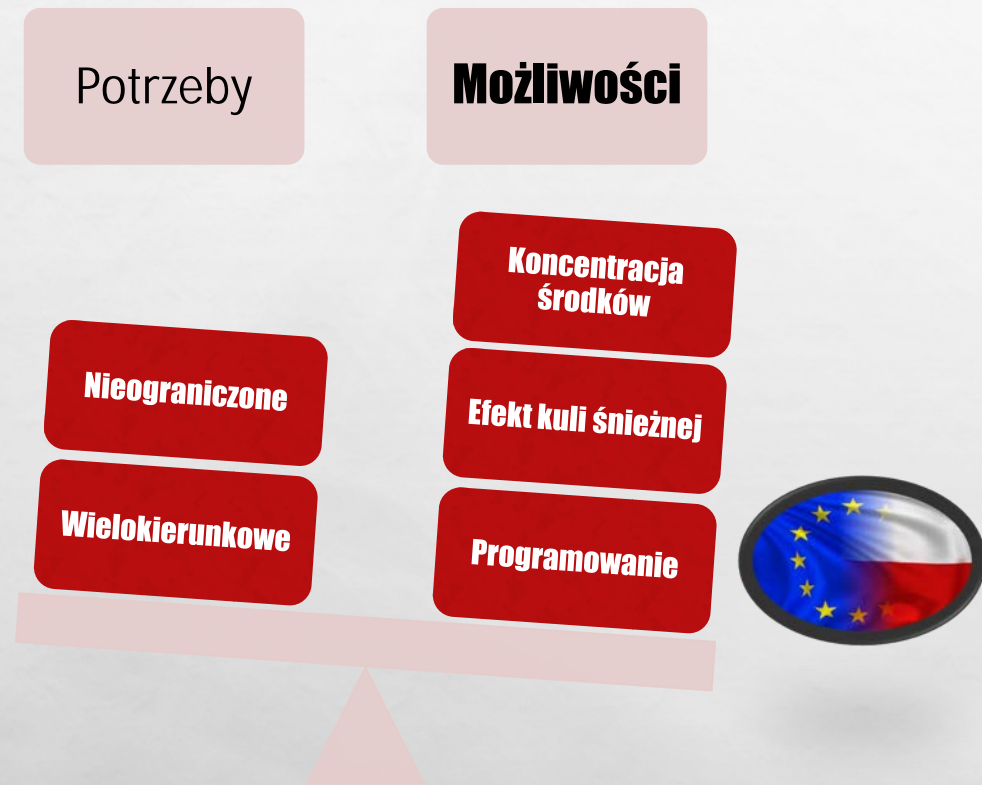 Potrzeby
Możliwości
Nieograniczone
Wielokierunkowe
Koncentracja
środków
Efekt kuli śnieżnej
Programowanie